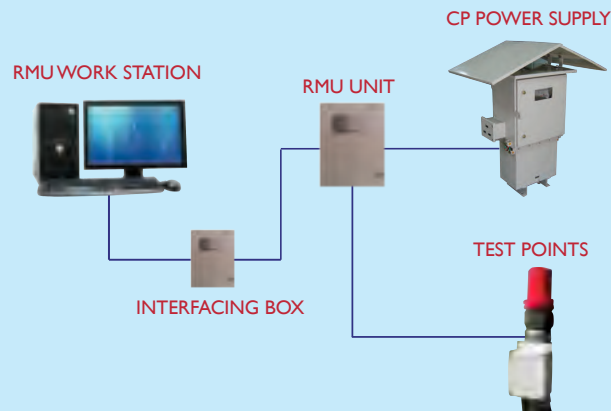 CP POWER SUPPLY
RMU WORK STATION
RMU UNIT
TEST POINTS
INTERFACING BOX